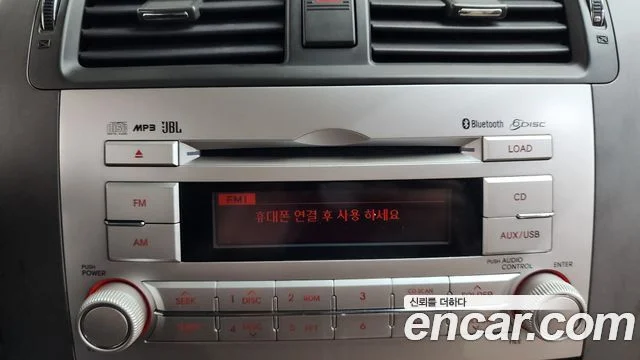 MP3 JBL Bluetooth 6DISC
LOAD
FM
CD
AM
AUX/USB
FM1
휴대폰 연결 후 사용 하세요
PUSH POWER
PUSH AUDIO CONTROL
ENTER
SEEK
1 DISC
2 RDM
3
CD SCAN
FOLDER
4
5 RPT
6
신뢰를 더하다
encar.com